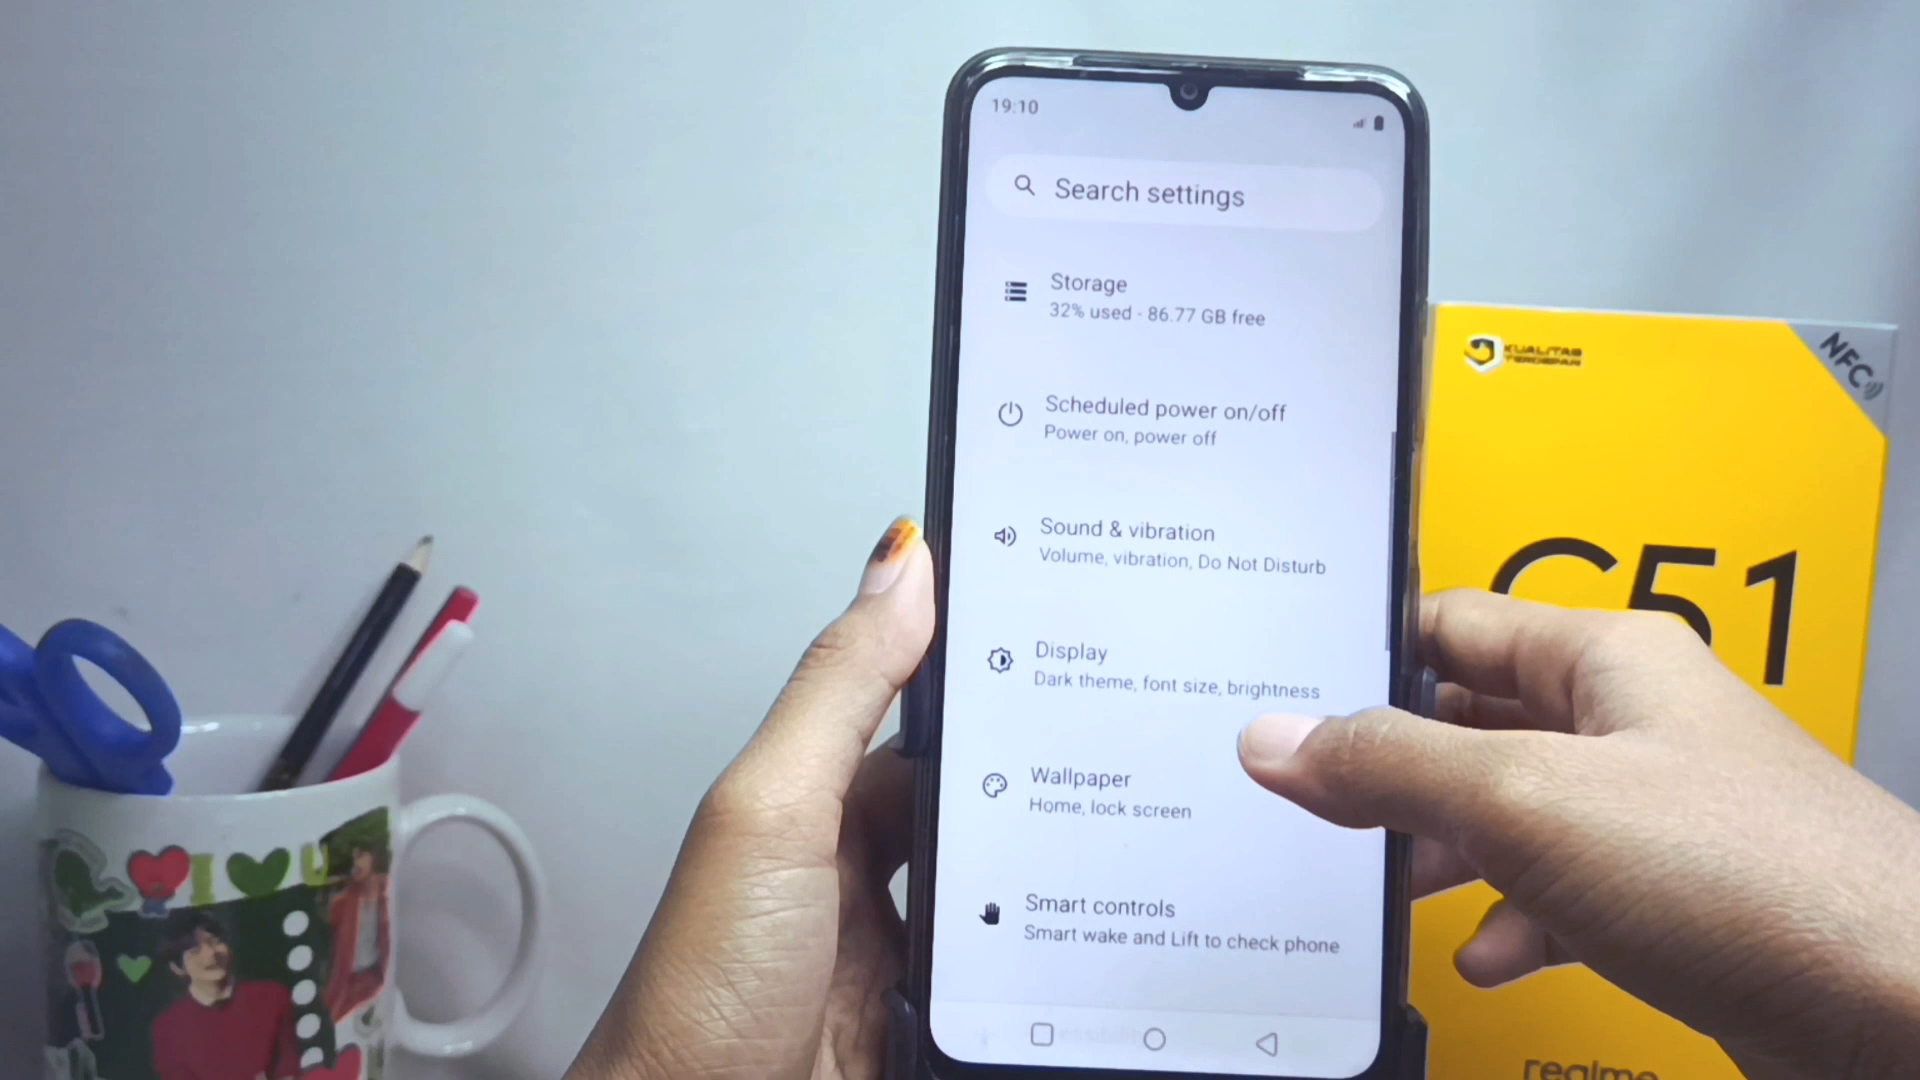 19:10
Search settings
Storage
32% used - 86.77 GB free
Scheduled power on/off
Power on, power off
Sound & vibration
Volume, vibration, Do Not Disturb
Display
Dark theme, font size, brightness
Wallpaper
Home, lock screen
Smart controls
Smart wake and Lift to check phone
KUALITAS
TERDEPAN
NFC
C51
realme
I U